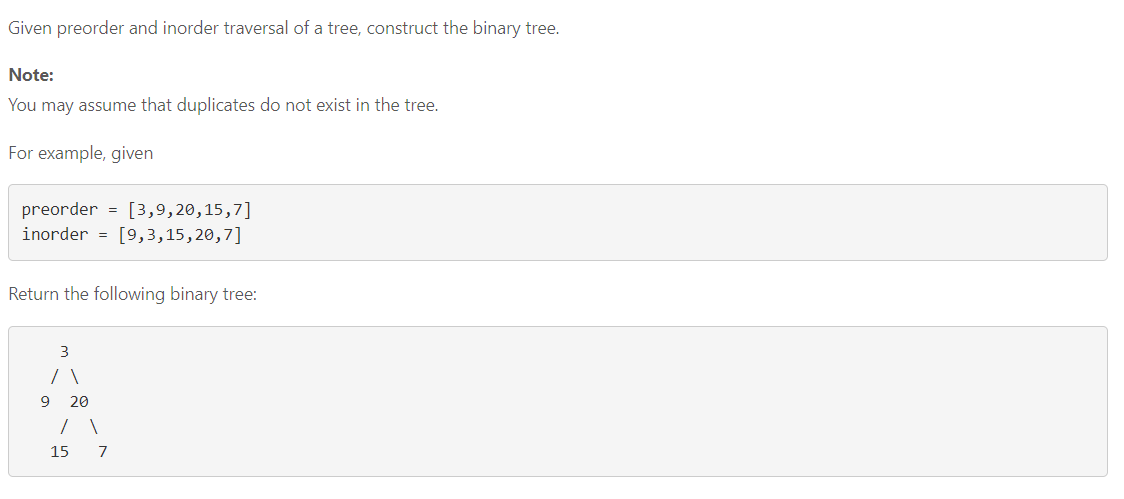 Given preorder and inorder traversal of a tree, construct the binary tree.
Note:
You may assume that duplicates do not exist in the tree.
For example, given
preorder = [3,9,20,15,7]
inorder = [9,3,15,20,7]
Return the following binary tree:
    3
   / \
  9  20
    /  \
   15   7